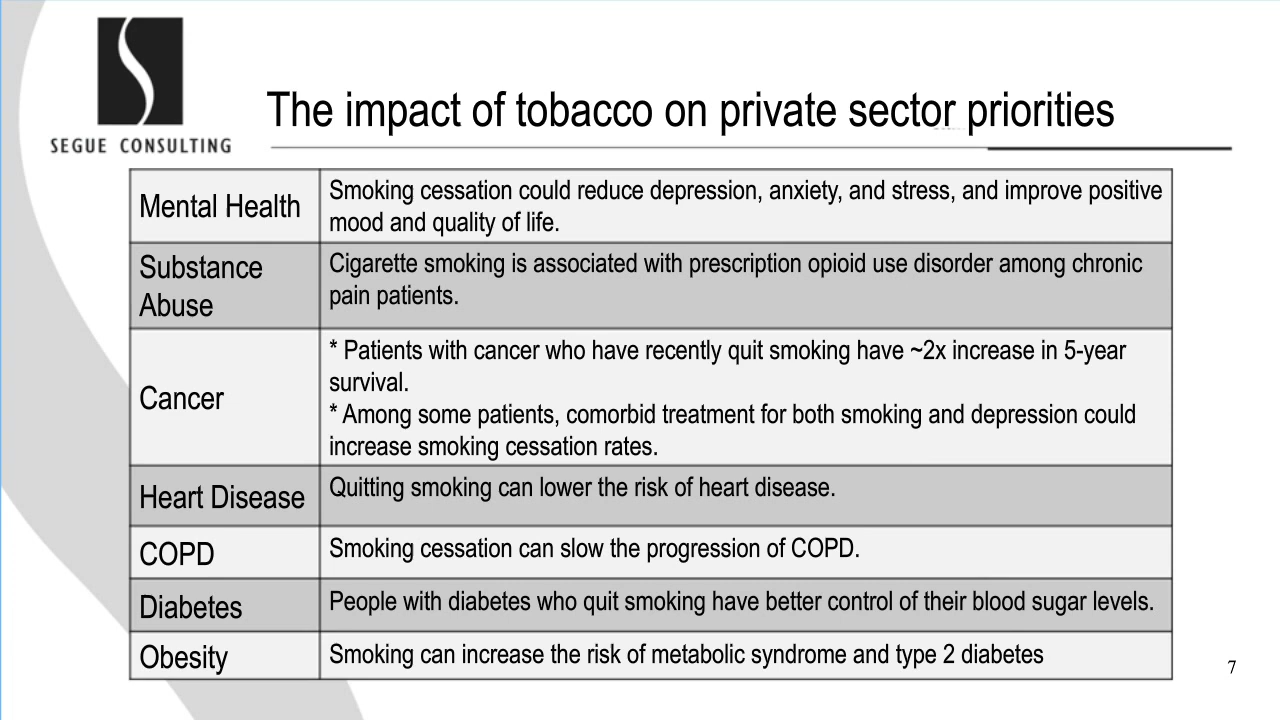 SEGUE CONSULTING
The impact of tobacco on private sector priorities
Mental Health
Smoking cessation could reduce depression, anxiety, and stress, and improve positive
mood and quality of life.
Substance
Abuse
Cigarette smoking is associated with prescription opioid use disorder among chronic
pain patients.
Cancer
* Patients with cancer who have recently quit smoking have ~2x increase in 5-year
survival.
* Among some patients, comorbid treatment for both smoking and depression could
increase smoking cessation rates.
Heart Disease
Quitting smoking can lower the risk of heart disease.
COPD
Smoking cessation can slow the progression of COPD.
Diabetes
People with diabetes who quit smoking have better control of their blood sugar levels.
Obesity
Smoking can increase the risk of metabolic syndrome and type 2 diabetes
7